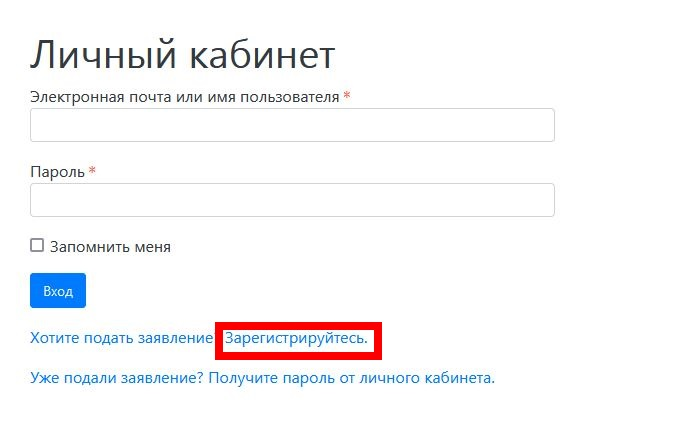 Личный кабинет
Электронная почта или имя пользователя *
Пароль *
Запомнить меня
Вход
Хотите подать заявление? Зарегистрируйтесь.
Уже подали заявление? Получите пароль от личного кабинета.